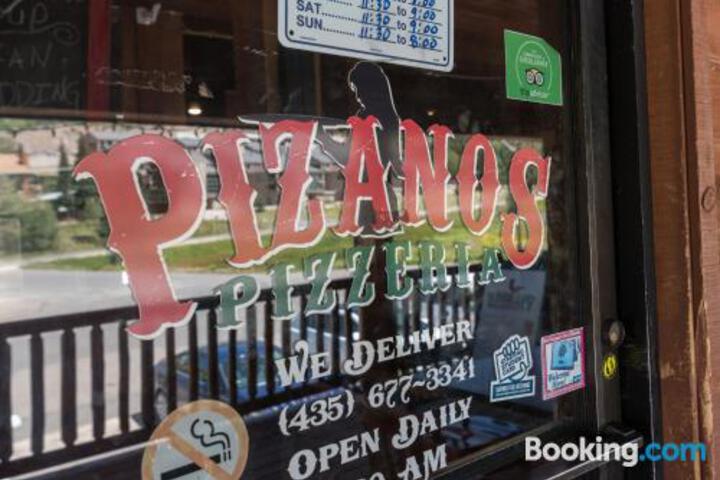 SAT. 11:30 to 9:00
SUN. 11:30 to 8:00
PIZANOS
PIZZERIA
WE DELIVER
(435) 677-3341
OPEN DAILY
AM
Booking.com